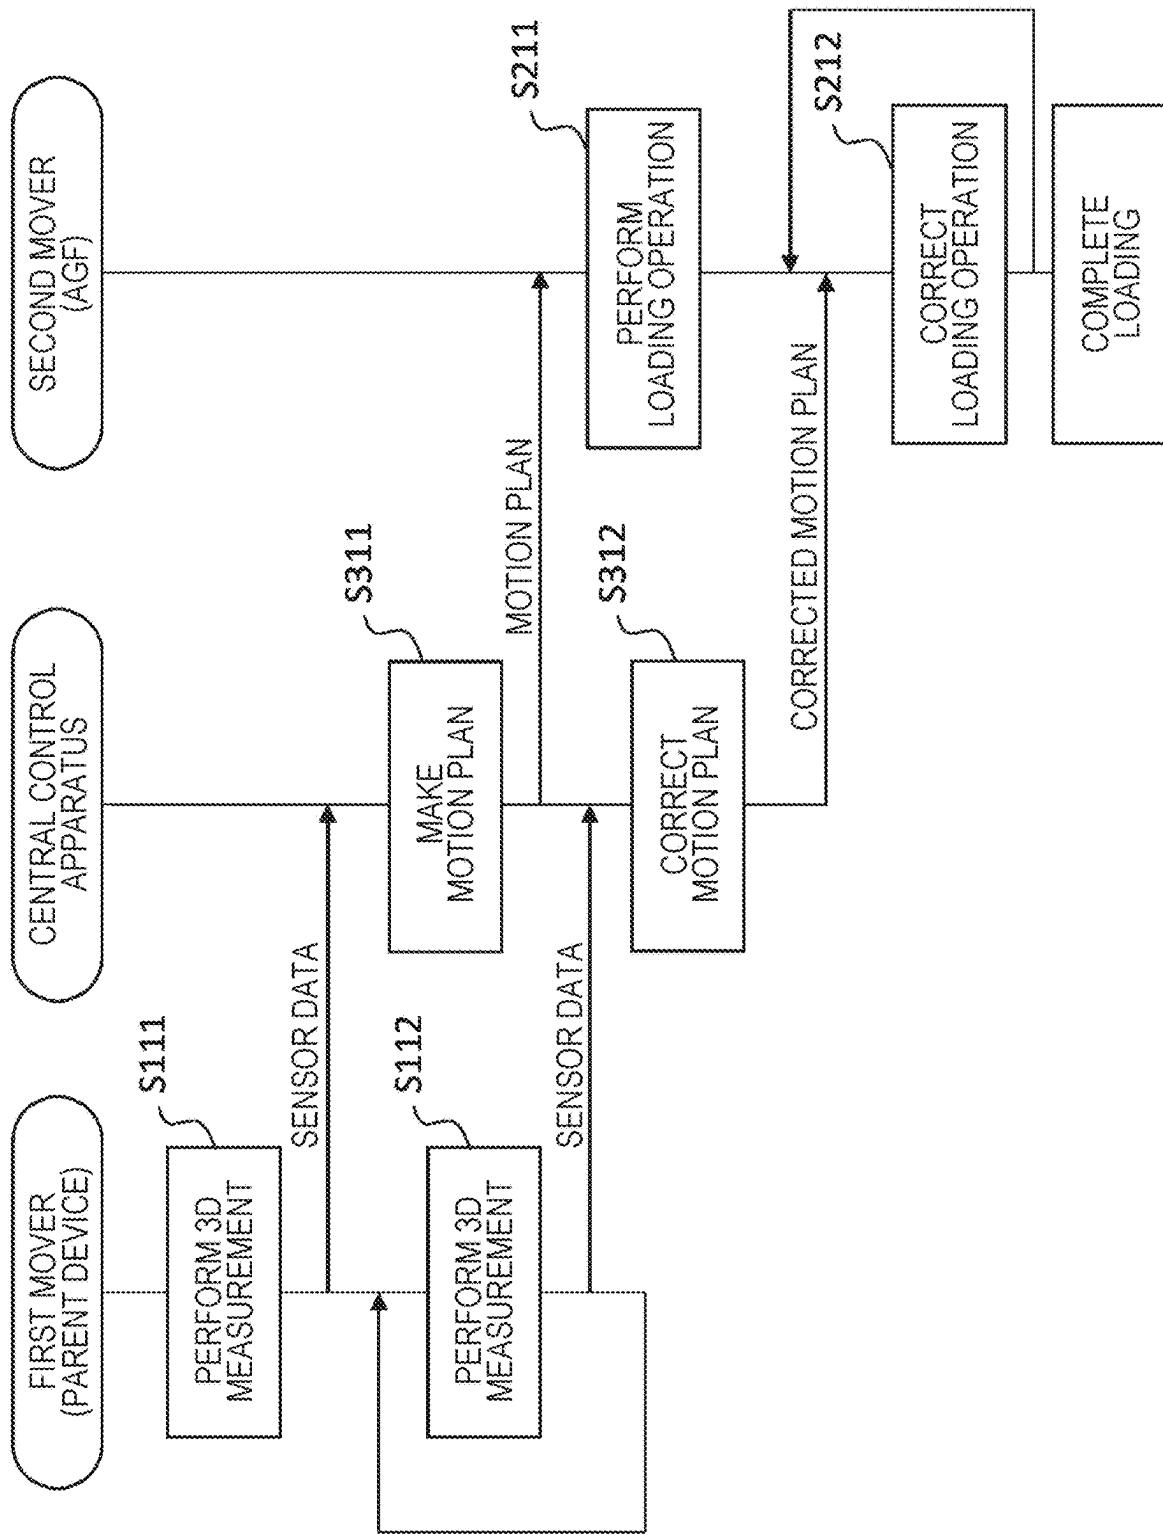 FIRST MOVER
(PARENT DEVICE)
CENTRAL CONTROL
APPARATUS
SECOND MOVER
(AGF)
S111
PERFORM 3D
MEASUREMENT
SENSOR DATA
S311
MAKE
MOTION PLAN
S112
PERFORM 3D
MEASUREMENT
MOTION PLAN
S211
PERFORM
LOADING OPERATION
SENSOR DATA
S312
CORRECT
MOTION PLAN
CORRECTED MOTION PLAN
S212
CORRECT
LOADING OPERATION
COMPLETE
LOADING